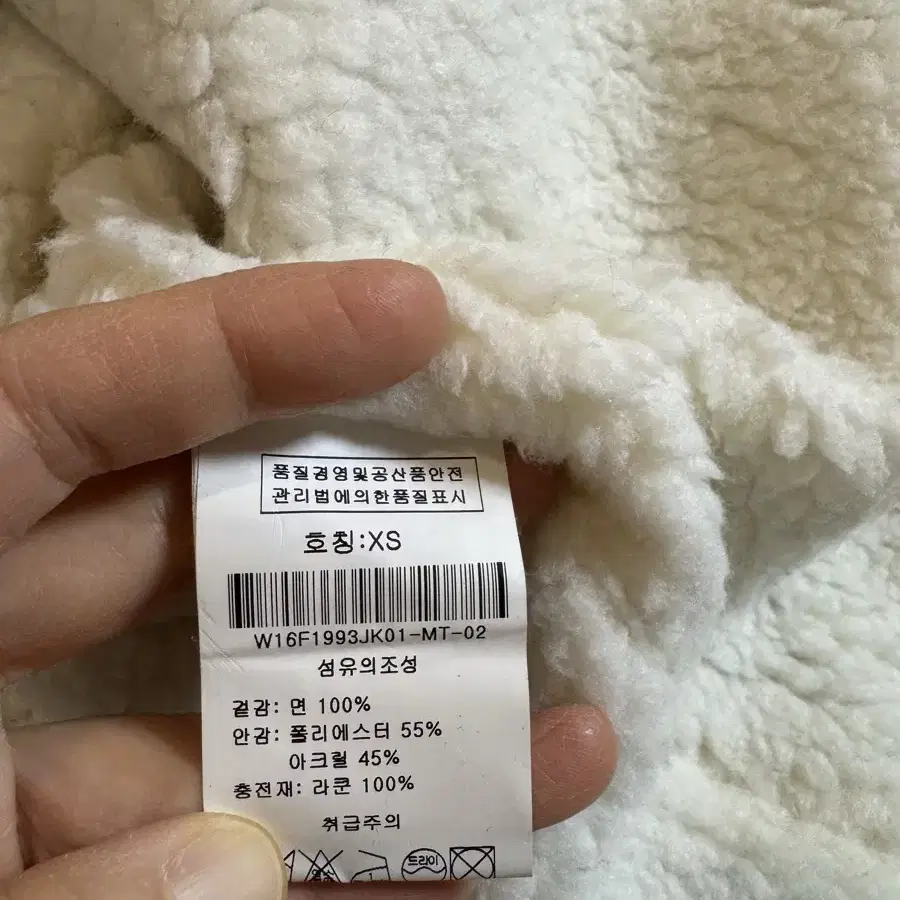 품질경영및공산품안전
관리법에의한품질표시
호칭:XS
W16F1993JK01-MT-02
섬유의조성
겉감: 면 100%
안감: 폴리에스터 55%
아크릴 45%
충전재: 라쿤 100%
취급주의
드라이